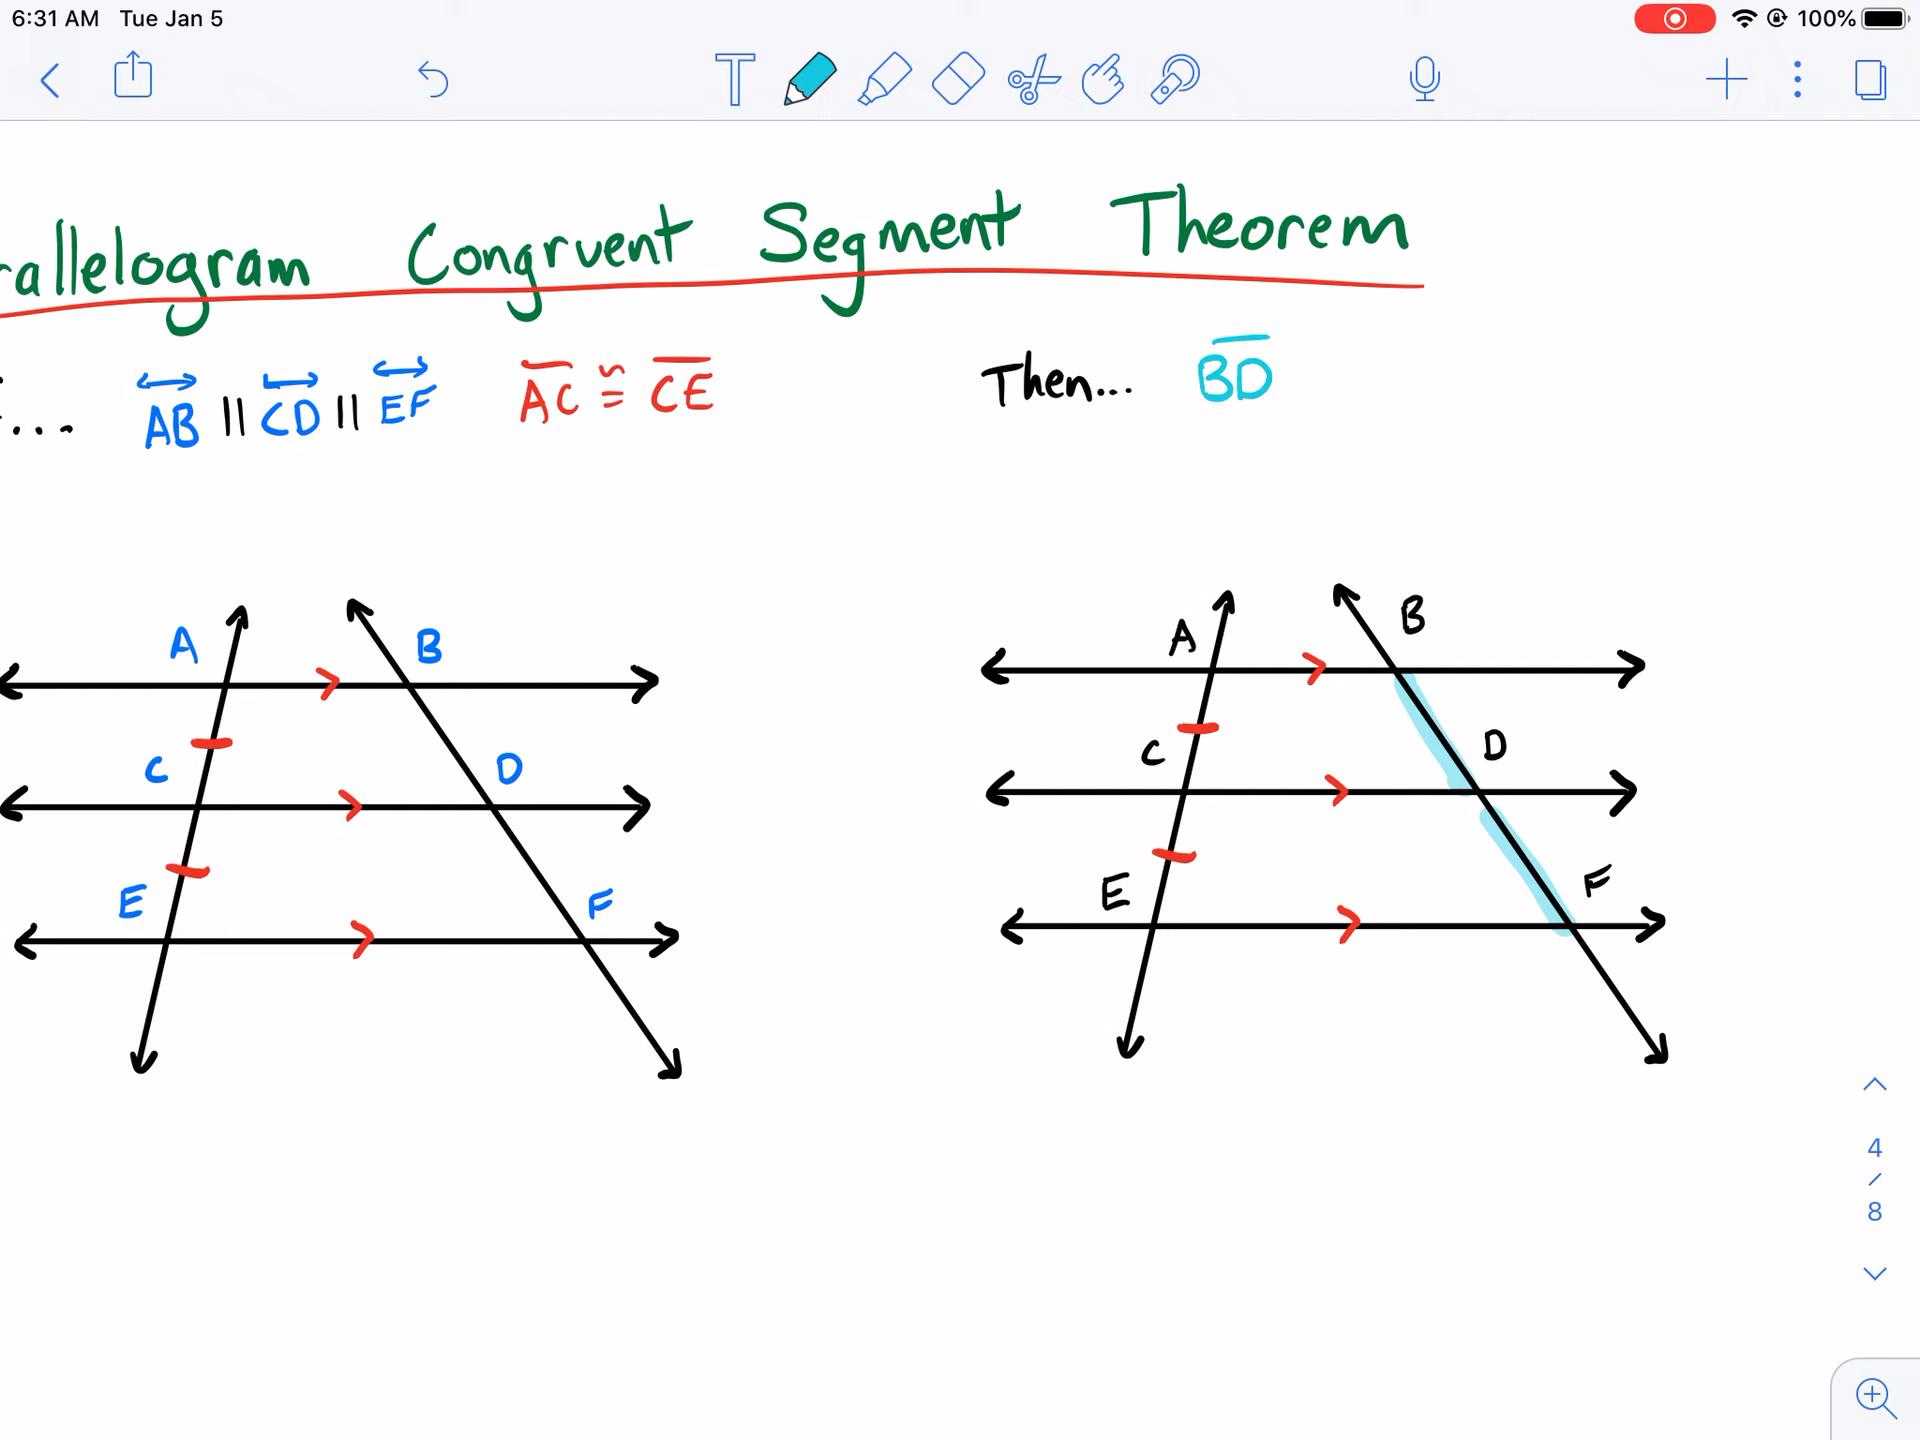 6:31 AM Tue Jan 5 100%
rallelogram Congruent Segment Theorem
... AB || CD || EF AC ≅ CE Then... BD
A B A B
C D C D
E F E F
4
/
8